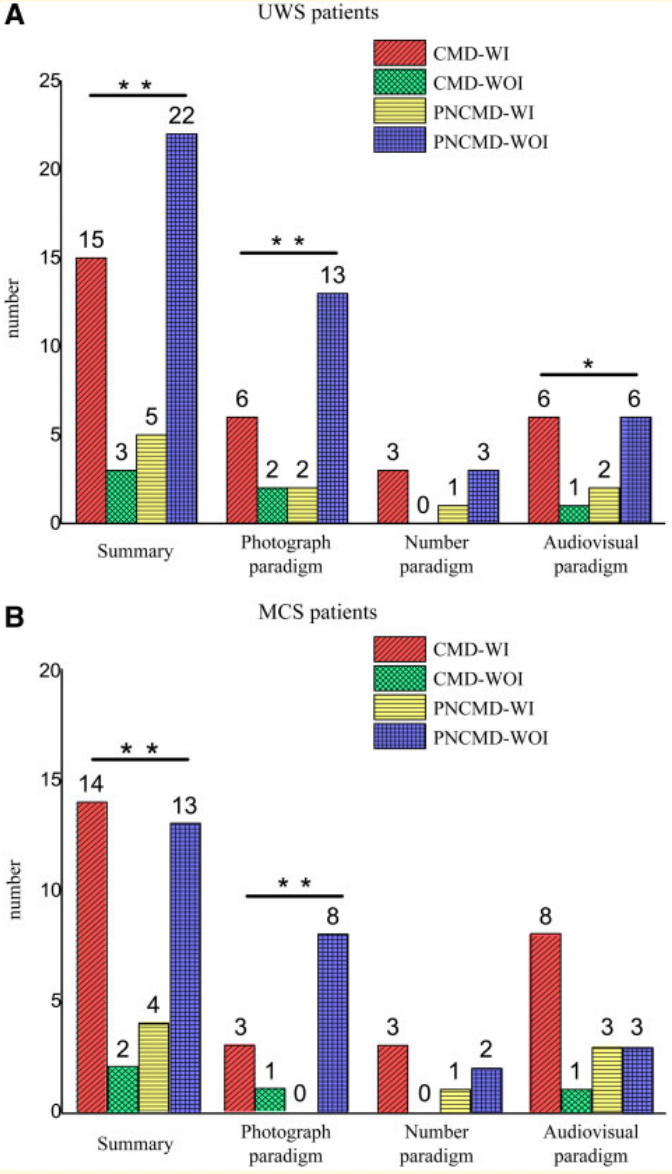 A
UWS patients
CMD-WI
CMD-WOI
PNCMD-WI
PNCMD-WOI
25
20
15
10
5
0
number
* *
15
3
5
22
* *
6
2
2
13
3
0
1
3
*
6
1
2
6
Summary
Photograph
paradigm
Number
paradigm
Audiovisual
paradigm
B
MCS patients
CMD-WI
CMD-WOI
PNCMD-WI
PNCMD-WOI
20
15
10
5
0
number
* *
14
2
4
13
* *
3
1
0
8
3
0
1
2
8
1
3
3
Summary
Photograph
paradigm
Number
paradigm
Audiovisual
paradigm